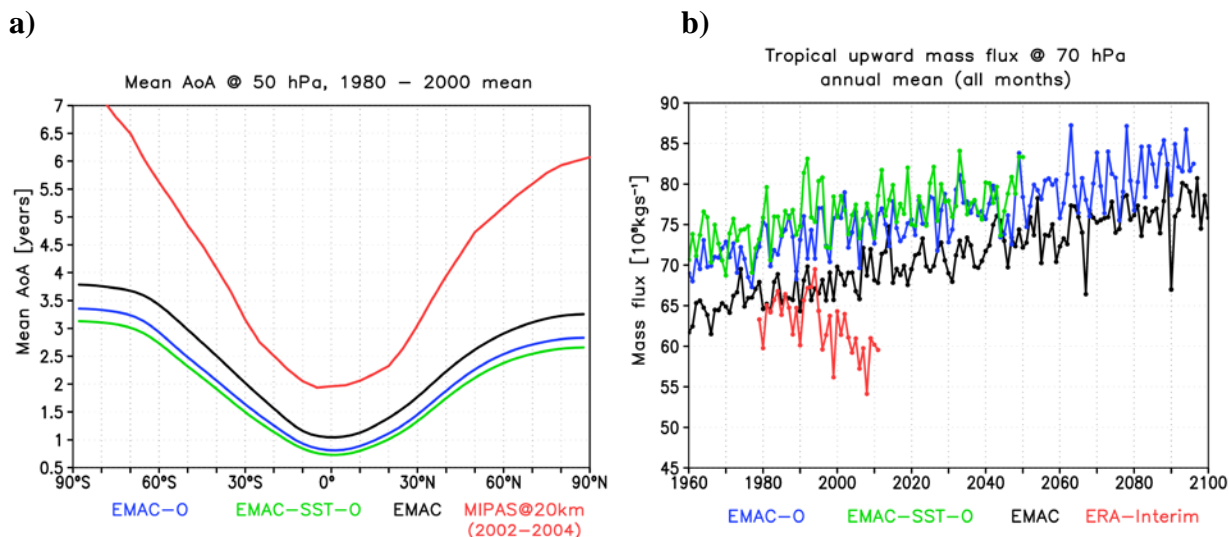 a)
Mean AoA @ 50 hPa, 1980 – 2000 mean
Mean AoA [years]
7
6.5
6
5.5
5
4.5
4
3.5
3
2.5
2
1.5
1
0.5
90°S 60°S 30°S 0° 30°N 60°N 90°N
EMAC-O EMAC-SST-O EMAC MIPAS@20km
(2002-2004)
b)
Tropical upward mass flux @ 70 hPa
annual mean (all months)
Mass flux [10⁸kgs⁻¹]
90
85
80
75
70
65
60
55
50
45
1960 1980 2000 2020 2040 2060 2080 2100
EMAC-O EMAC-SST-O EMAC ERA-Interim